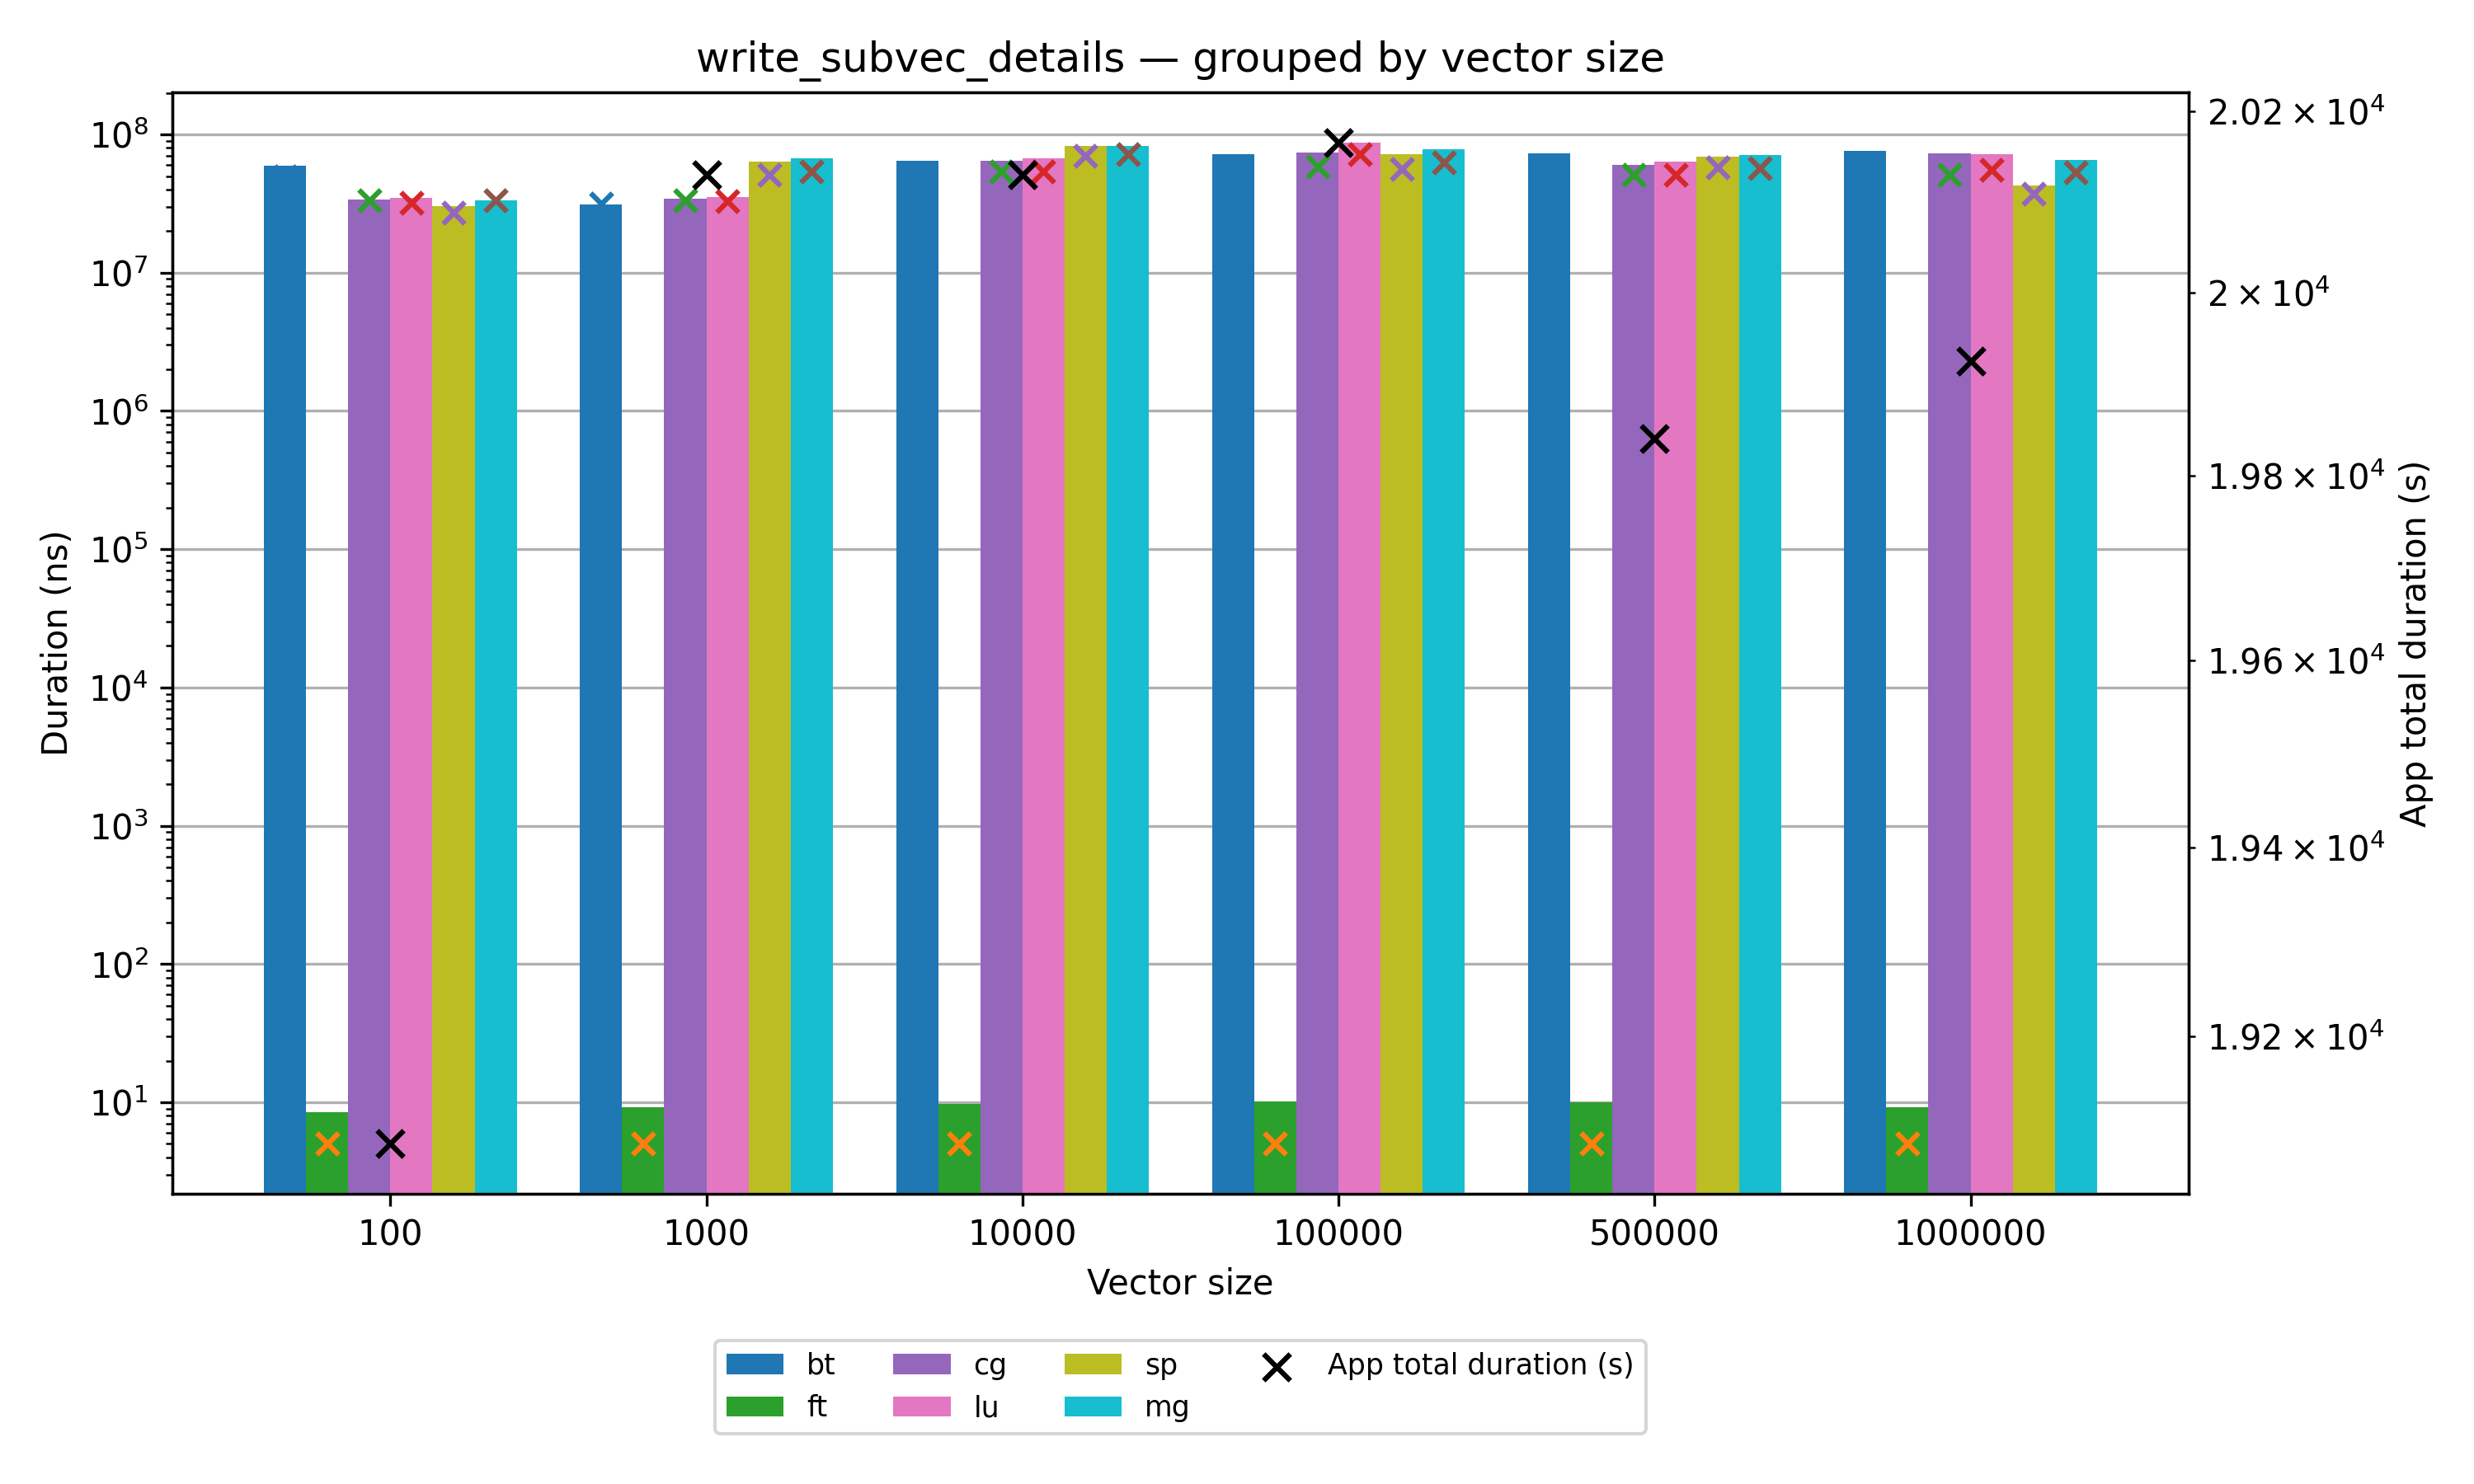 write_subvec_details — grouped by vector size
10^8
10^7
10^6
10^5
10^4
10^3
10^2
10^1
Duration (ns)
2.02 × 10^4
2 × 10^4
1.98 × 10^4
1.96 × 10^4
1.94 × 10^4
1.92 × 10^4
App total duration (s)
100 1000 10000 100000 500000 1000000
Vector size
bt cg sp App total duration (s)
ft lu mg